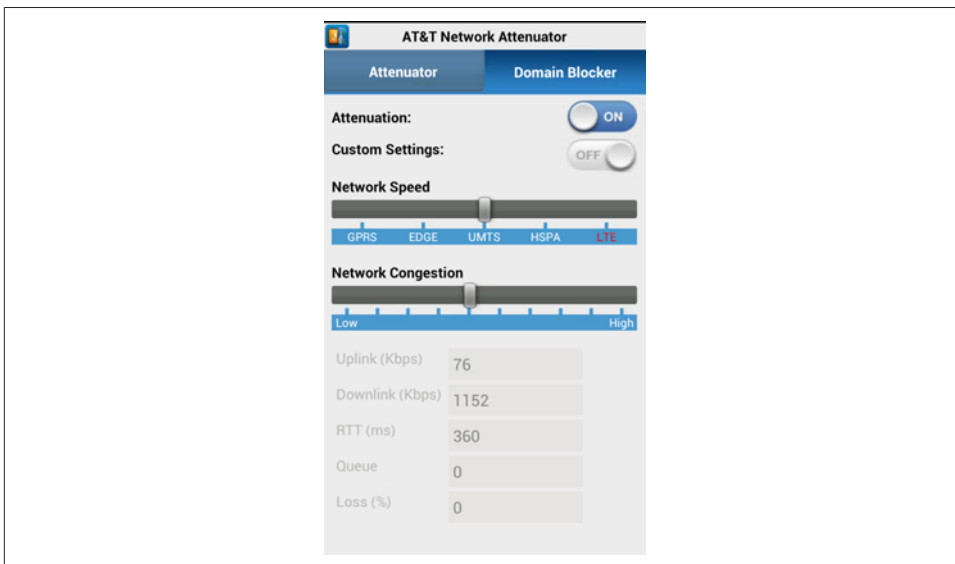 AT&T Network Attenuator
Attenuator Domain Blocker
Attenuation: ON
Custom Settings: OFF
Network Speed
GPRS EDGE UMTS HSPA LTE
Network Congestion
Low High
Uplink (Kbps) 76
Downlink (Kbps) 1152
RTT (ms) 360
Queue 0
Loss (%) 0